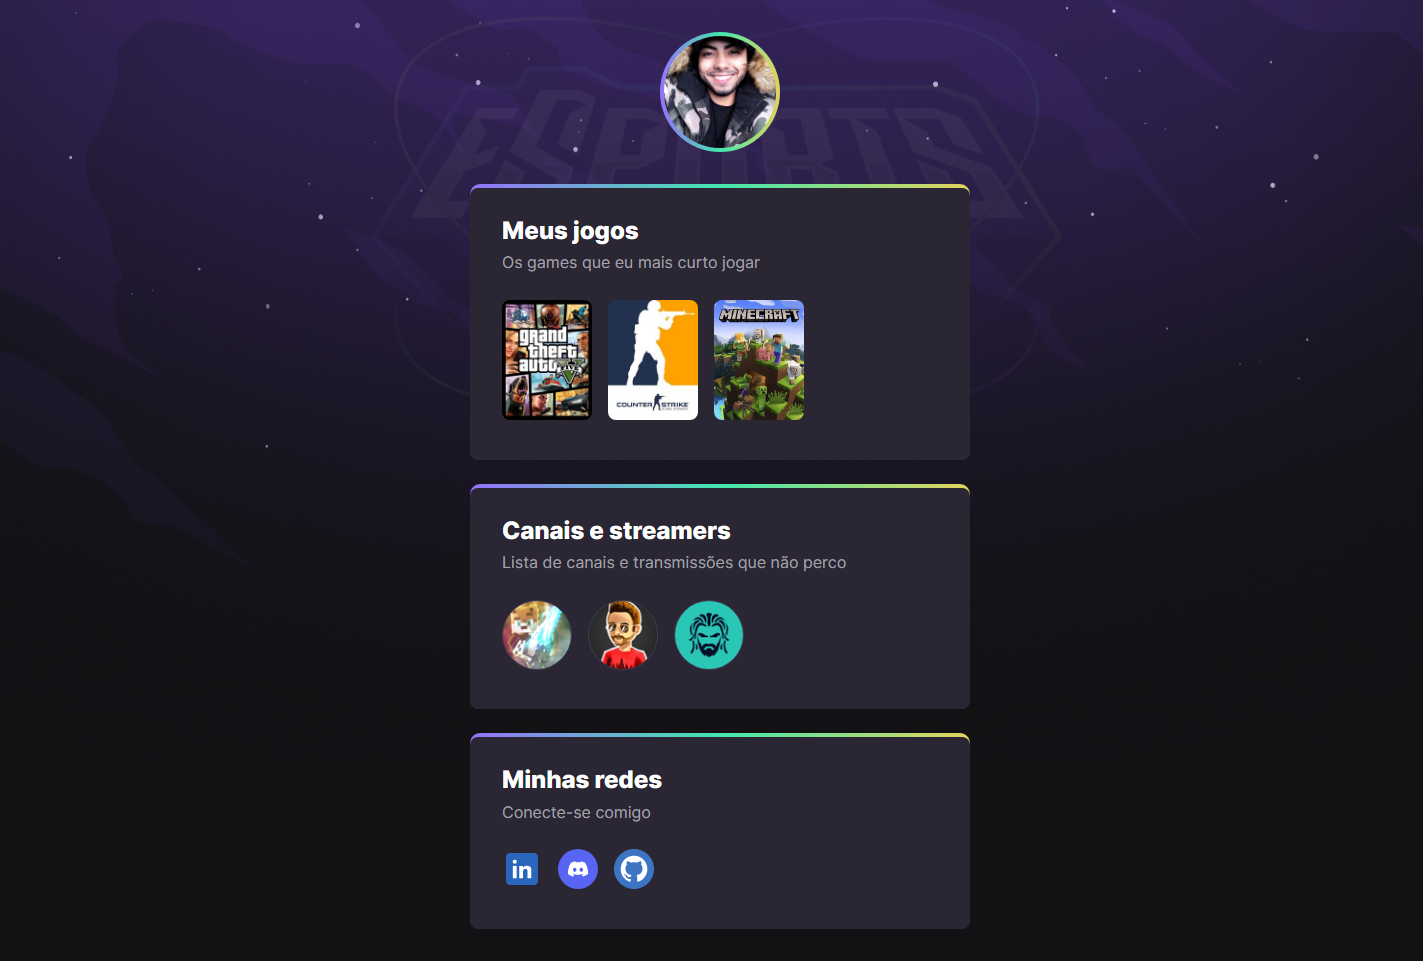 ESPORTS
Meus jogos
Os games que eu mais curto jogar
grand
theft
auto
FIVE
COUNTER STRIKE
MINECRAFT
Canais e streamers
Lista de canais e transmissões que não perco
Minhas redes
Conecte-se comigo
in